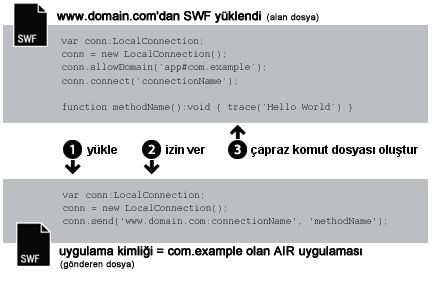 www.domain.com'dan SWF yüklendi (alan dosya)
SWF
var conn:LocalConnection;
conn = new LocalConnection();
conn.allowDomain('app#com.example');
conn.connect('connectionName');
function methodName():void { trace('Hello World') }
1 yükle 2 izin ver 3 çapraz komut dosyası oluştur
var conn:LocalConnection;
conn = new LocalConnection();
conn.send('www.domain.com:connectionName', 'methodName');
SWF
uygulama kimliği = com.example olan AIR uygulaması
(gönderen dosya)